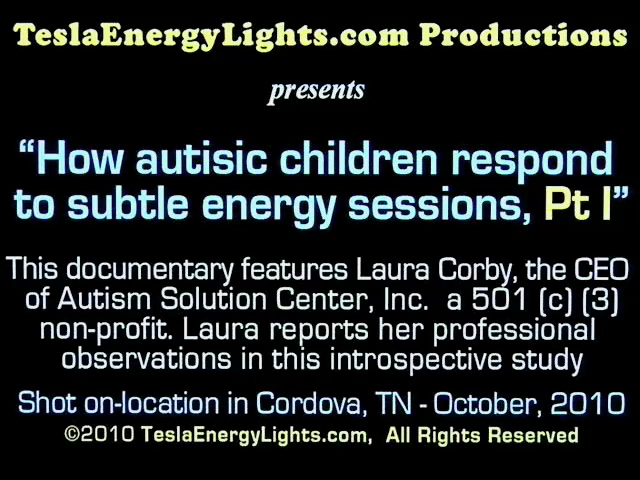 TeslaEnergyLights.com Productions
presents
“How autisic children respond
to subtle energy sessions, Pt I”
This documentary features Laura Corby, the CEO
of Autism Solution Center, Inc. a 501 (c) (3)
non-profit. Laura reports her professional
observations in this introspective study
Shot on-location in Cordova, TN - October, 2010
©2010 TeslaEnergyLights.com, All Rights Reserved